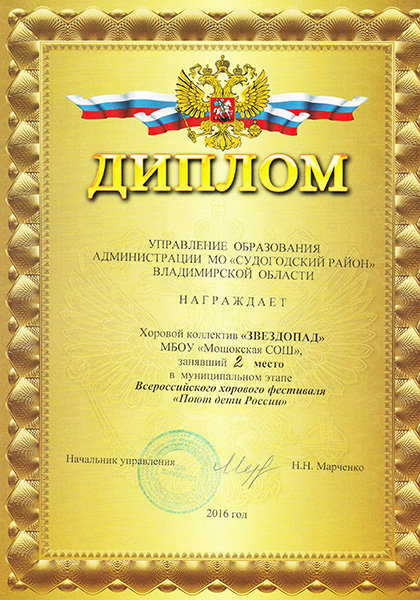 ДИПЛОМ
УПРАВЛЕНИЕ ОБРАЗОВАНИЯ
АДМИНИСТРАЦИИ МО «СУДОГОДСКИЙ РАЙОН»
ВЛАДИМИРСКОЙ ОБЛАСТИ
НАГРАЖДАЕТ
Хоровой коллектив «ЗВЕЗДОПАД»
МБОУ «Мошокская СОШ»,
занявший 2 место
в муниципальном этапе
Всероссийского хорового фестиваля
«Поют дети России»
Начальник управления Н.Н. Марченко
2016 год